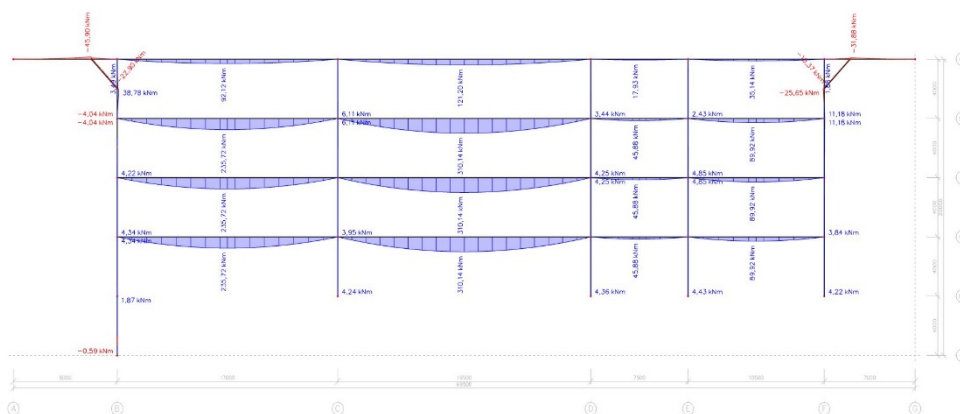 -45,90 kNm
-31,88 kNm
-22,90 kNm
38,78 kNm
92,12 kNm
121,20 kNm
17,93 kNm
35,14 kNm
-25,65 kNm
-4,04 kNm
-4,04 kNm
6,11 kNm
3,44 kNm
2,43 kNm
11,18 kNm
11,18 kNm
235,72 kNm
310,14 kNm
45,88 kNm
89,92 kNm
4,22 kNm
4,25 kNm
4,25 kNm
4,85 kNm
4,85 kNm
235,72 kNm
310,14 kNm
45,88 kNm
89,92 kNm
4,34 kNm
4,34 kNm
3,95 kNm
3,84 kNm
235,72 kNm
310,14 kNm
45,88 kNm
89,92 kNm
1,87 kNm
4,24 kNm
4,36 kNm
4,43 kNm
4,22 kNm
-0,59 kNm
A B C D E F G